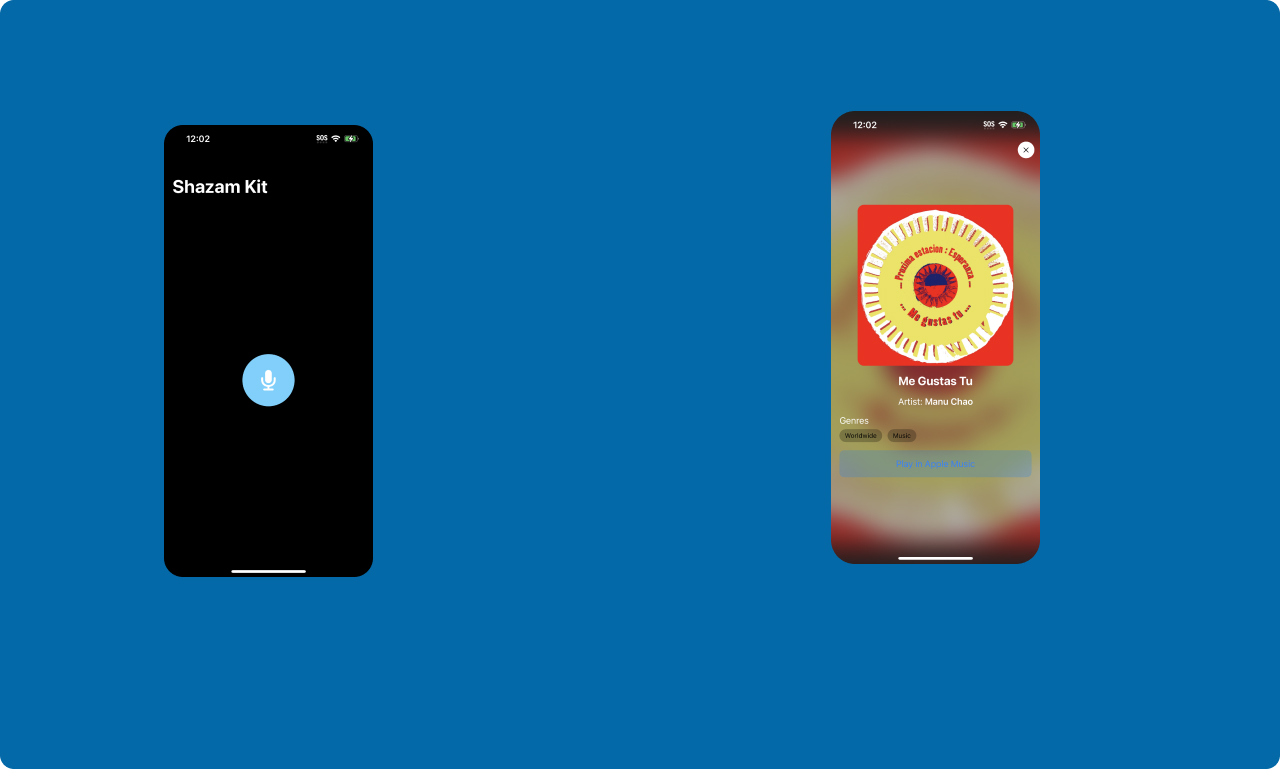 12:02 SOS
Shazam Kit
12:02 SOS
— Proxima estacion : Esperanza —
... Me gustas tu ...
Me Gustas Tu
Artist: Manu Chao
Genres
Worldwide Music
Play in Apple Music